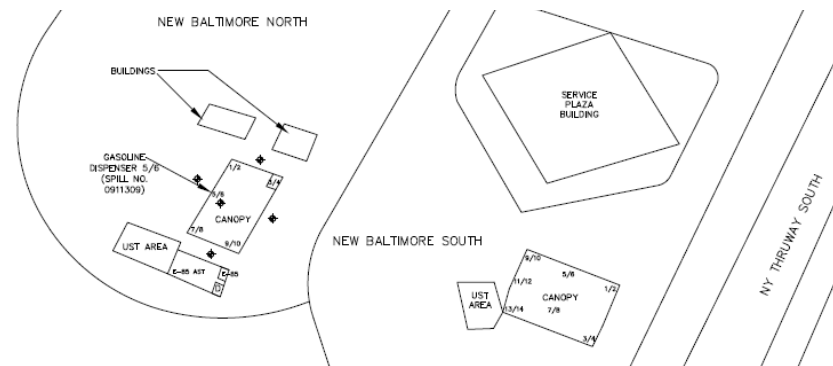 NEW BALTIMORE NORTH
BUILDINGS
GASOLINE
DISPENSER 5/6
(SPILL NO.
0911309)
1/2
3/4
5/6
CANOPY
7/8
9/10
UST AREA
E-85 AST
E-85
NEW BALTIMORE SOUTH
SERVICE
PLAZA
BUILDING
9/10
5/6
11/12
1/2
CANOPY
UST
AREA
13/14
7/8
3/4
NY THRUWAY SOUTH